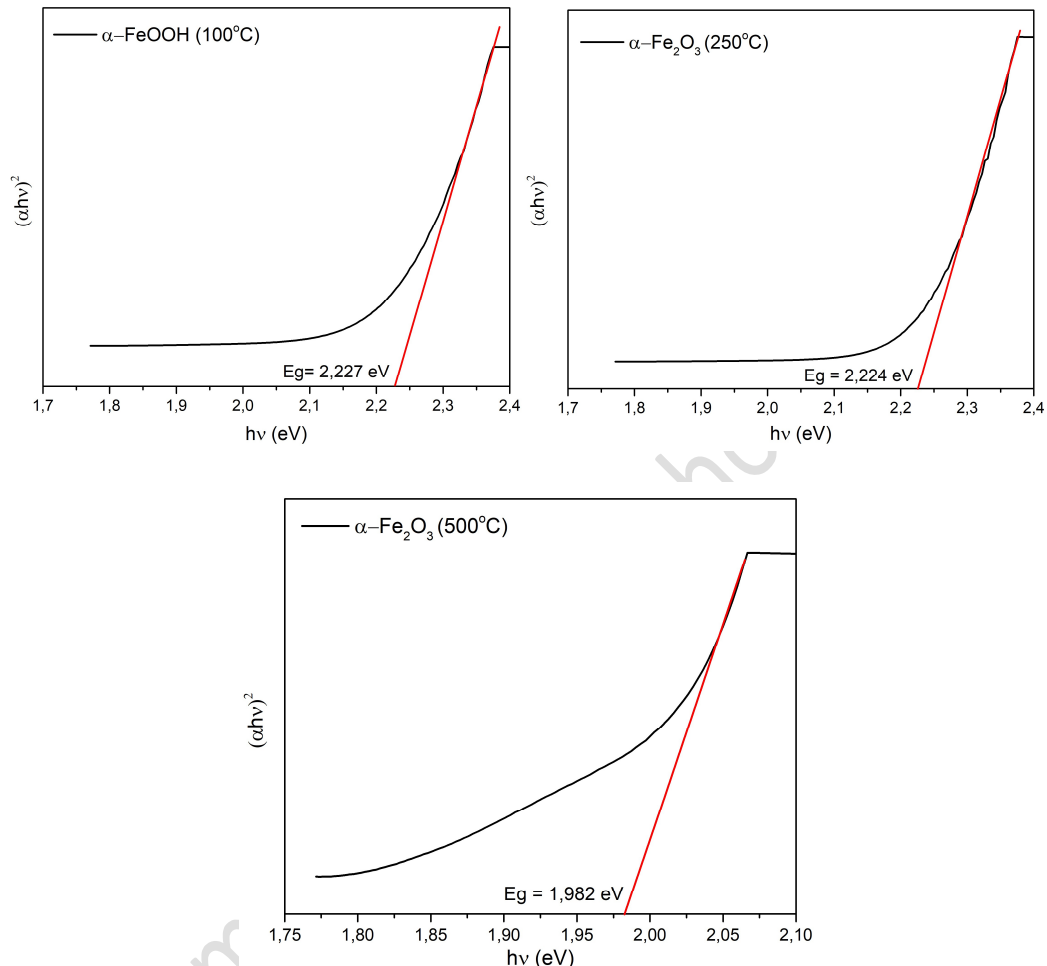 α–FeOOH (100°C)
(αhν)²
Eg= 2,227 eV
1,7 1,8 1,9 2,0 2,1 2,2 2,3 2,4
hν (eV)
α–Fe₂O₃ (250°C)
(αhν)²
Eg = 2,224 eV
1,7 1,8 1,9 2,0 2,1 2,2 2,3 2,4
hν (eV)
α–Fe₂O₃ (500°C)
(αhν)²
Eg = 1,982 eV
1,75 1,80 1,85 1,90 1,95 2,00 2,05 2,10
hν (eV)